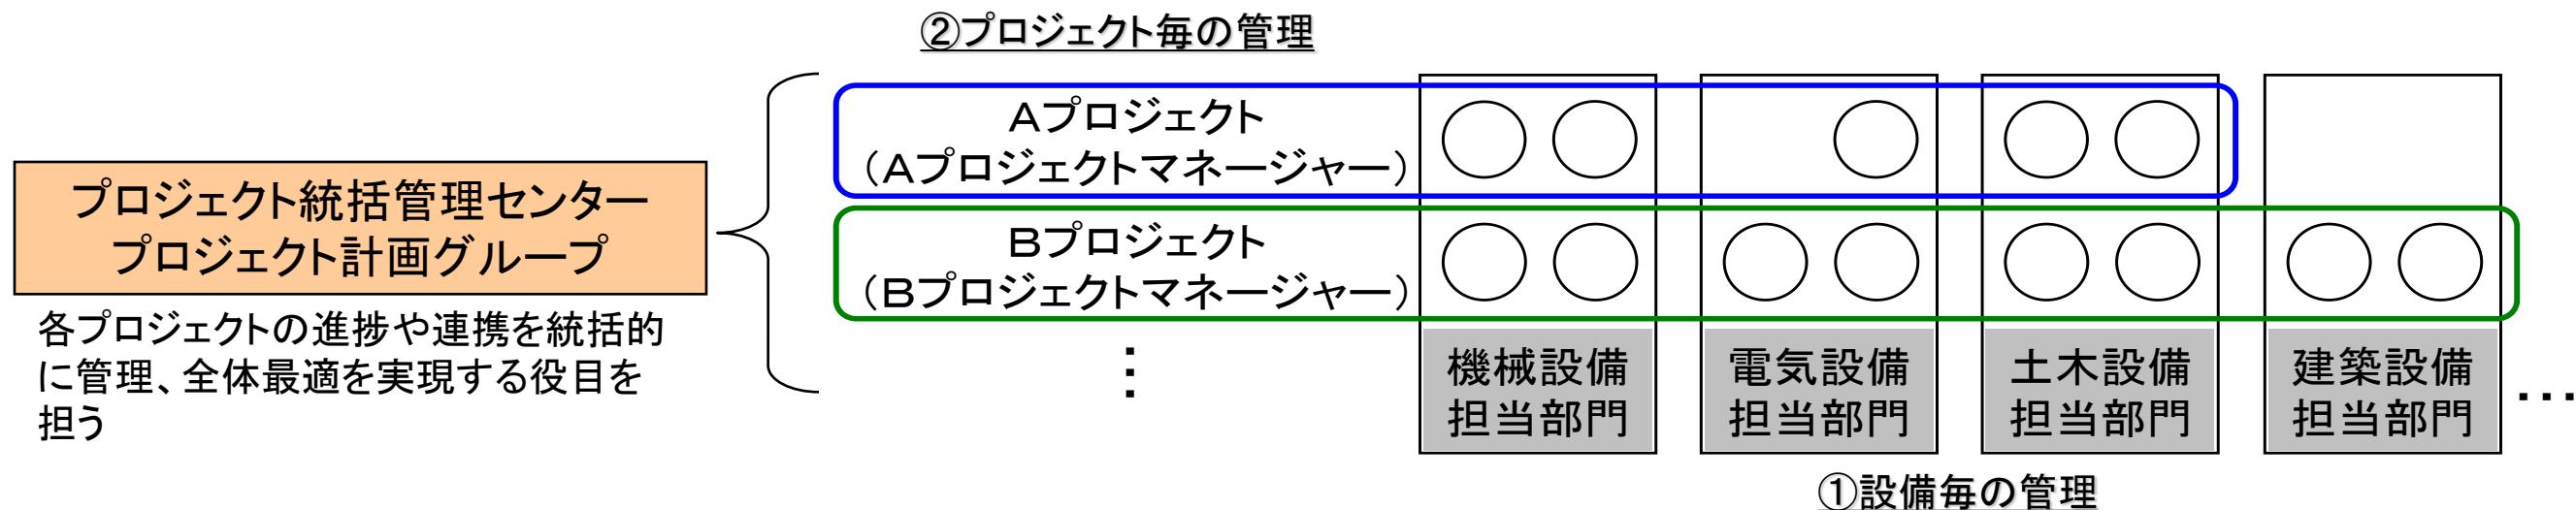 ②プロジェクト毎の管理
プロジェクト統括管理センター
プロジェクト計画グループ
各プロジェクトの進捗や連携を統括的
に管理、全体最適を実現する役目を
担う
Aプロジェクト
（Aプロジェクトマネージャー）
Bプロジェクト
（Bプロジェクトマネージャー）
⋮
機械設備
担当部門
電気設備
担当部門
土木設備
担当部門
建築設備
担当部門
…
①設備毎の管理